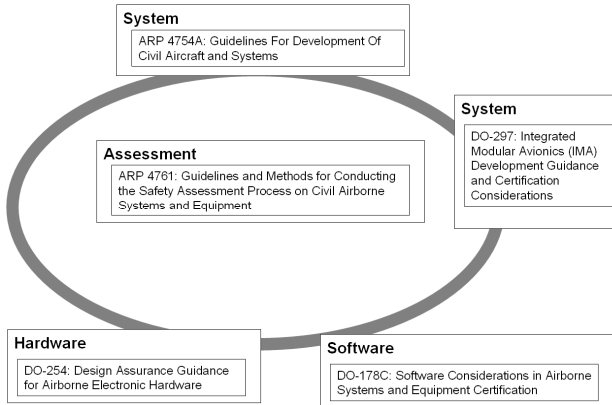 System
ARP 4754A: Guidelines For Development Of
Civil Aircraft and Systems
System
DO-297: Integrated
Modular Avionics (IMA)
Development Guidance
and Certification
Considerations
Assessment
ARP 4761: Guidelines and Methods for Conducting
the Safety Assessment Process on Civil Airborne
Systems and Equipment
Hardware
DO-254: Design Assurance Guidance
for Airborne Electronic Hardware
Software
DO-178C: Software Considerations in Airborne
Systems and Equipment Certification